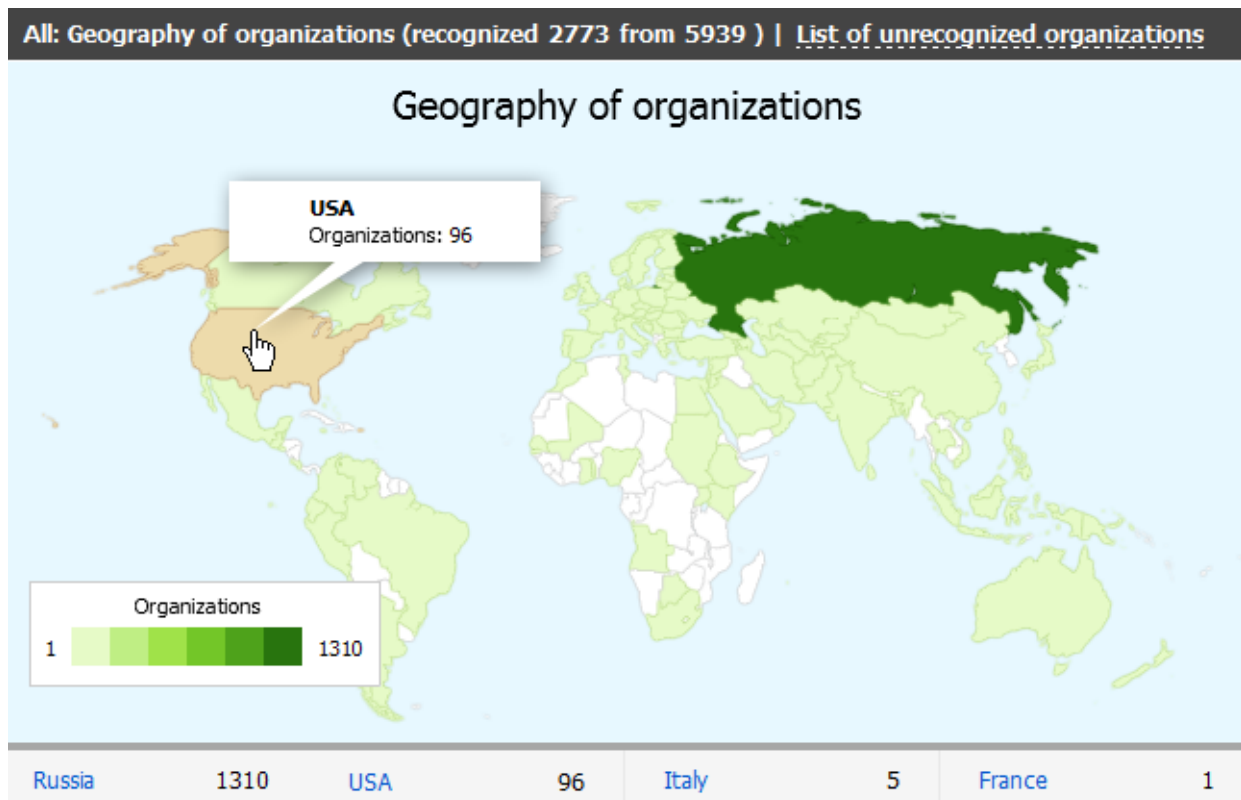 All: Geography of organizations (recognized 2773 from 5939 ) | List of unrecognized organizations
Geography of organizations
USA
Organizations: 96
Organizations
1 1310
Russia 1310 USA 96 Italy 5 France 1